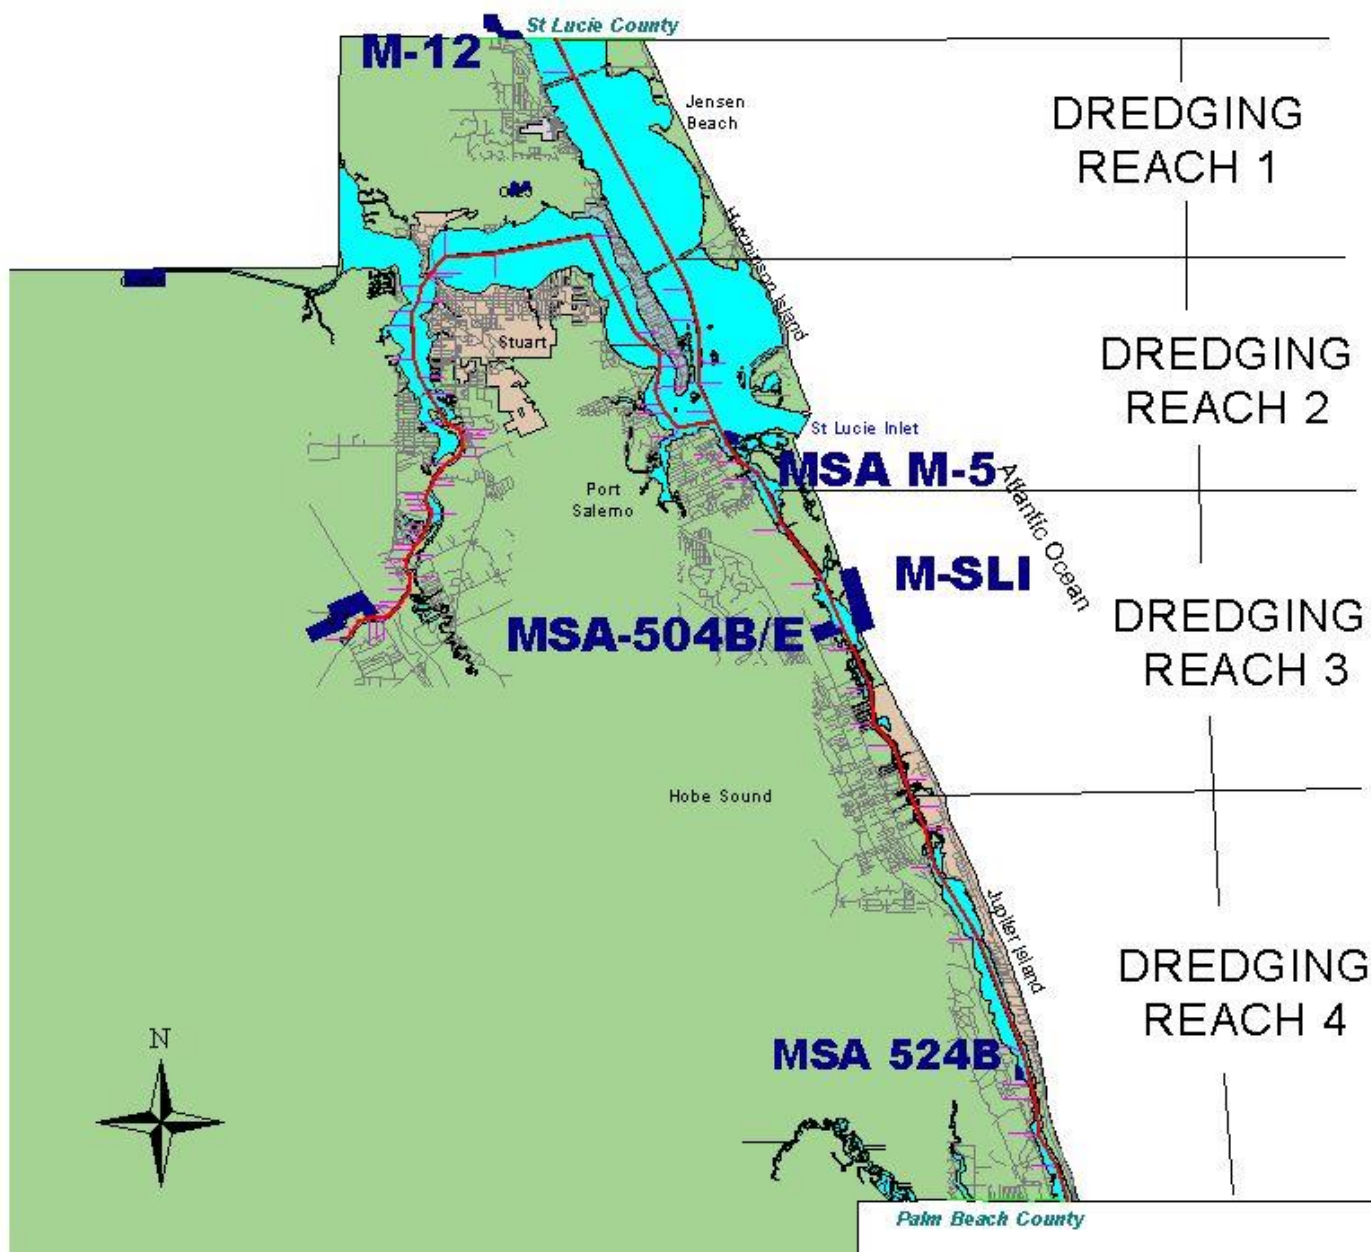 St Lucie County
M-12
Jensen
Beach
DREDGING
REACH 1
Hutchinson Island
Stuart
DREDGING
REACH 2
St Lucie Inlet
MSA M-5
Port
Salerno
Atlantic Ocean
M-SLI
MSA-504B/E
DREDGING
REACH 3
Hobe Sound
Jupiter Island
DREDGING
REACH 4
MSA 524B
N
Palm Beach County